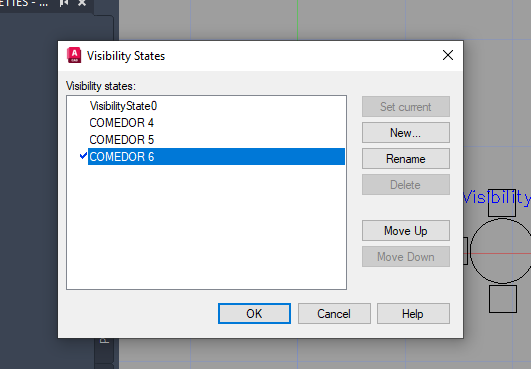 ETTES - ...
Visibility States
Visibility states:
VisibilityState0
COMEDOR 4
COMEDOR 5
COMEDOR 6
Set current
New...
Rename
Delete
Move Up
Move Down
OK
Cancel
Help
Visibility
P